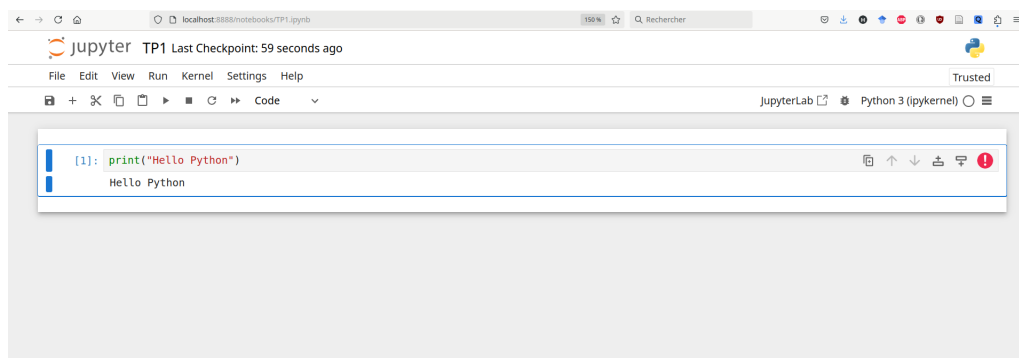 localhost:8888/notebooks/TP1.ipynb 150% Rechercher
jupyter TP1 Last Checkpoint: 59 seconds ago
File Edit View Run Kernel Settings Help Trusted
Code JupyterLab Python 3 (ipykernel)
[1]: print("Hello Python")
Hello Python